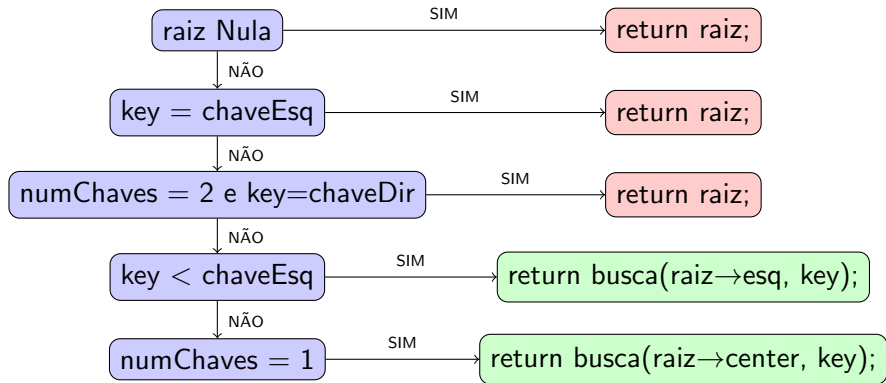 raiz Nula SIM return raiz;
NÃO
key = chaveEsq SIM return raiz;
NÃO
numChaves = 2 e key=chaveDir SIM return raiz;
NÃO
key < chaveEsq SIM return busca(raiz→esq, key);
NÃO
numChaves = 1 SIM return busca(raiz→center, key);